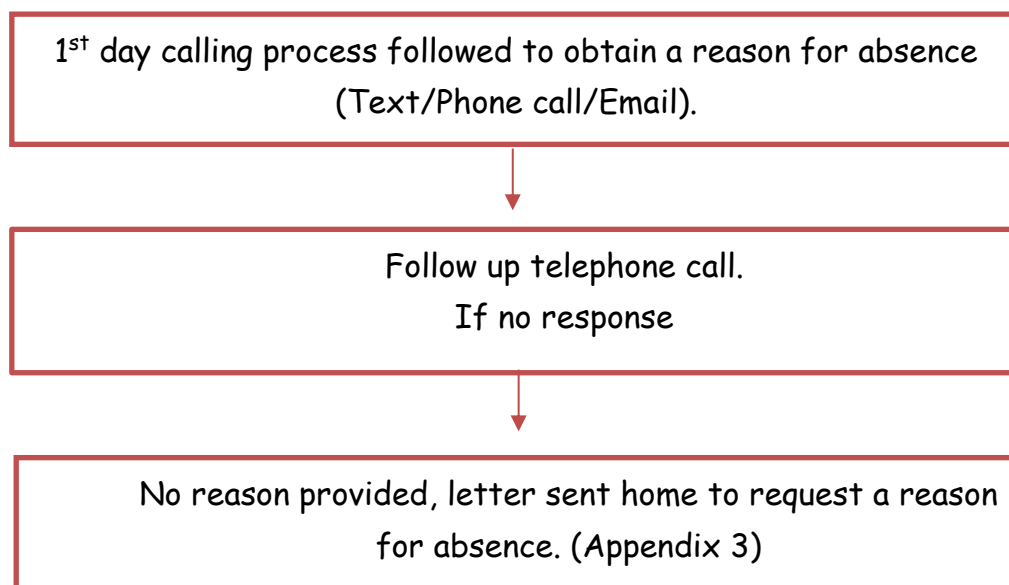 1st day calling process followed to obtain a reason for absence
(Text/Phone call/Email).
Follow up telephone call.
If no response
No reason provided, letter sent home to request a reason
for absence. (Appendix 3)